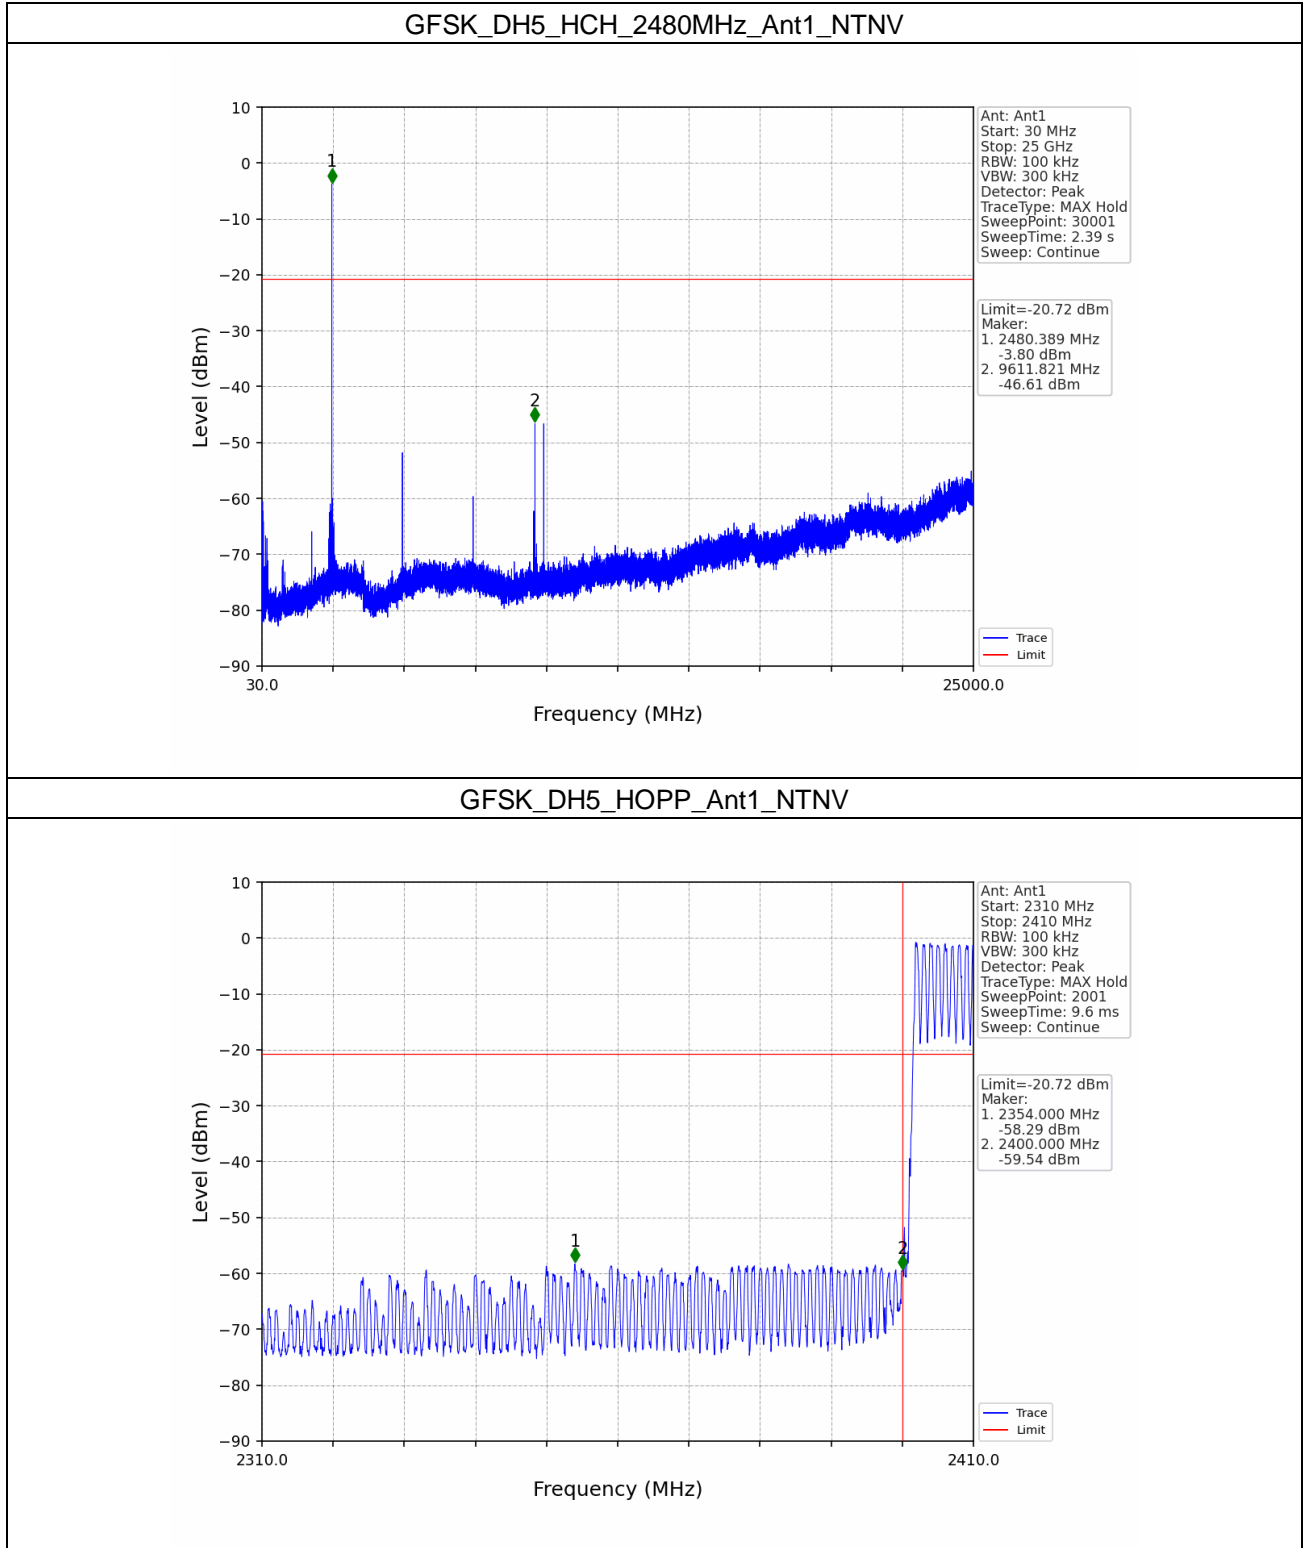 GFSK_DH5_HCH_2480MHz_Ant1_NTNV
10
0
−10
−20
−30
−40
−50
−60
−70
−80
−90
Level (dBm)
1
2
30.0
25000.0
Frequency (MHz)
Ant: Ant1
Start: 30 MHz
Stop: 25 GHz
RBW: 100 kHz
VBW: 300 kHz
Detector: Peak
TraceType: MAX Hold
SweepPoint: 30001
SweepTime: 2.39 s
Sweep: Continue
Limit=-20.72 dBm
Maker:
1. 2480.389 MHz
-3.80 dBm
2. 9611.821 MHz
-46.61 dBm
Trace
Limit
GFSK_DH5_HOPP_Ant1_NTNV
10
0
−10
−20
−30
−40
−50
−60
−70
−80
−90
Level (dBm)
1
2
2310.0
2410.0
Frequency (MHz)
Ant: Ant1
Start: 2310 MHz
Stop: 2410 MHz
RBW: 100 kHz
VBW: 300 kHz
Detector: Peak
TraceType: MAX Hold
SweepPoint: 2001
SweepTime: 9.6 ms
Sweep: Continue
Limit=-20.72 dBm
Maker:
1. 2354.000 MHz
-58.29 dBm
2. 2400.000 MHz
-59.54 dBm
Trace
Limit